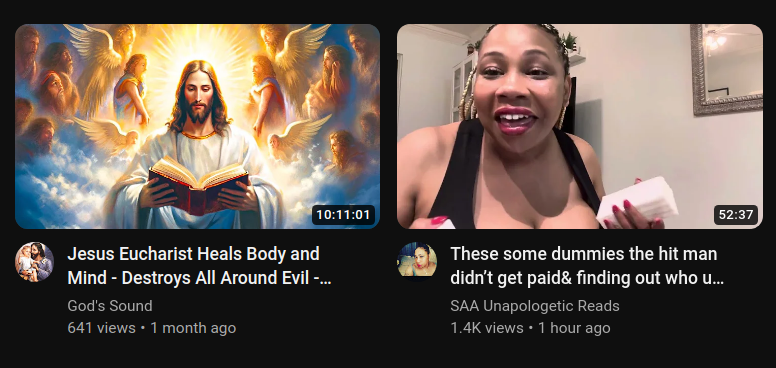 10:11:01
Jesus Eucharist Heals Body and
Mind - Destroys All Around Evil -...
God's Sound
641 views • 1 month ago
52:37
These some dummies the hit man
didn't get paid& finding out who u...
SAA Unapologetic Reads
1.4K views • 1 hour ago